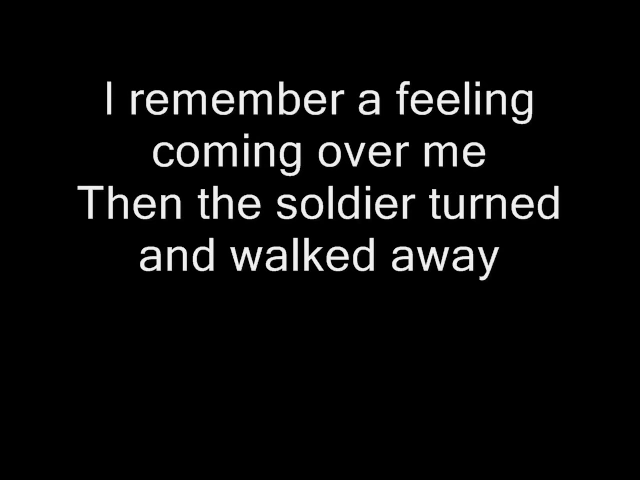 I remember a feeling
coming over me
Then the soldier turned
and walked away